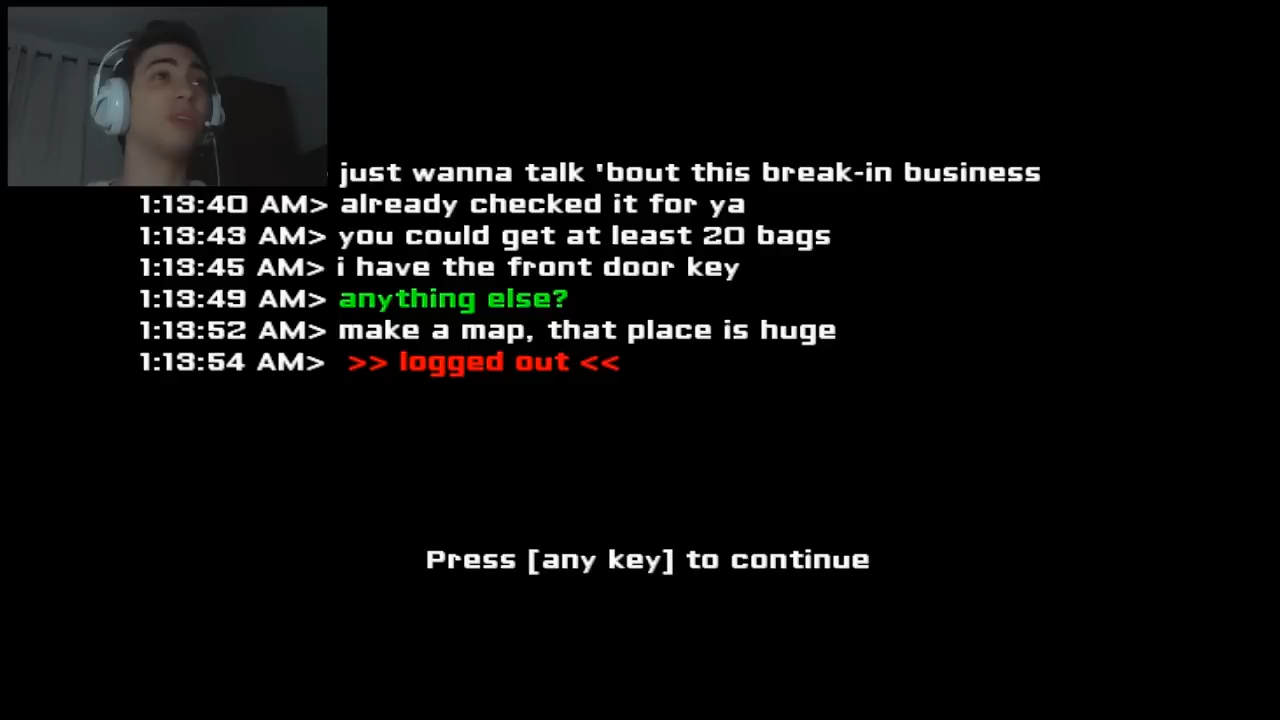 just wanna talk 'bout this break-in business
1:13:40 AM> already checked it for ya
1:13:43 AM> you could get at least 20 bags
1:13:45 AM> i have the front door key
1:13:49 AM> anything else?
1:13:52 AM> make a map, that place is huge
1:13:54 AM> >> logged out <<
Press [any key] to continue